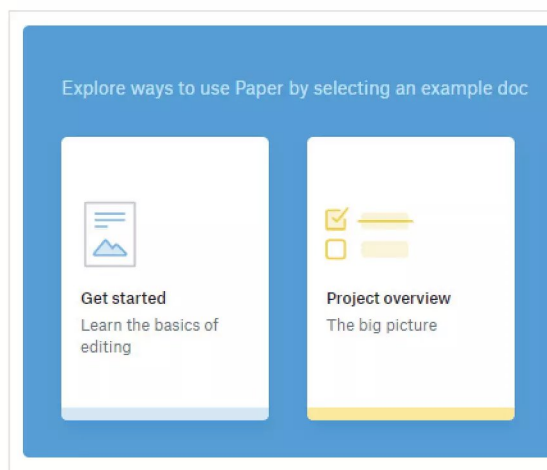 Explore ways to use Paper by selecting an example doc
Get started
Learn the basics of
editing
Project overview
The big picture